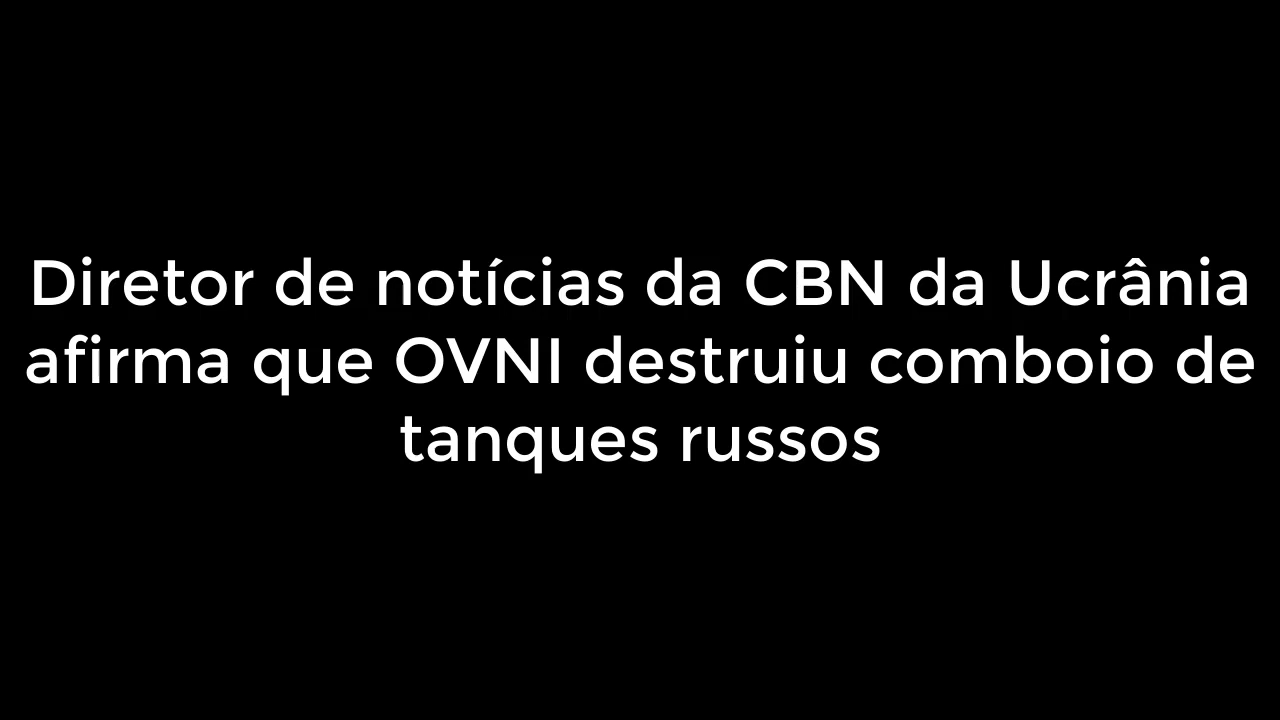 Diretor de notícias da CBN da Ucrânia
afirma que OVNI destruiu comboio de
tanques russos